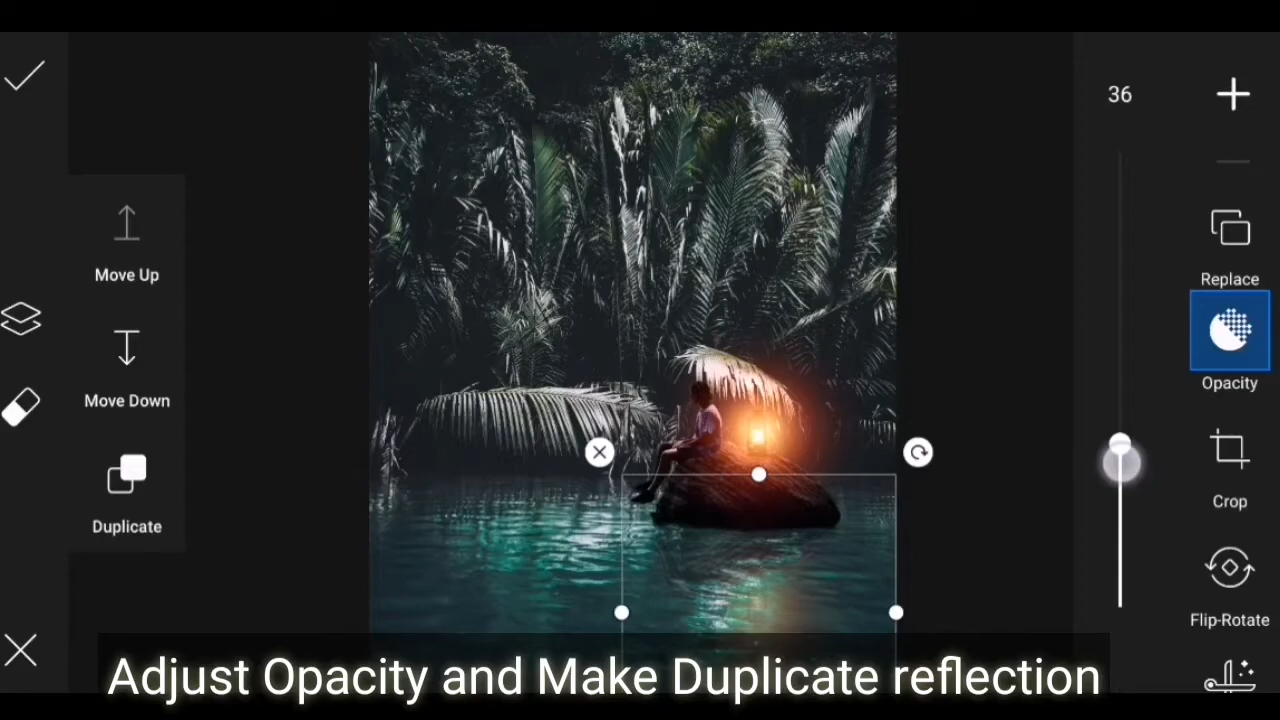 36
Move Up
Replace
Move Down
Opacity
Duplicate
Crop
Flip-Rotate
Adjust Opacity and Make Duplicate reflection